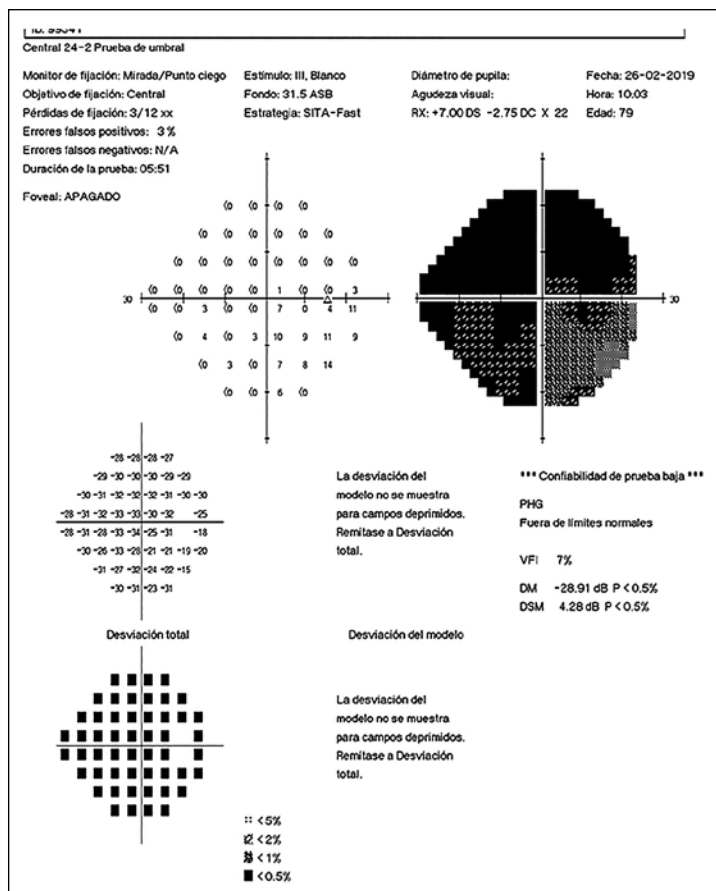 Central 24-2 Prueba de umbral
Monitor de fijación: Mirada/Punto ciego Estímulo: III, Blanco Diámetro de pupila: Fecha: 26-02-2019
Objetivo de fijación: Central Fondo: 31.5 ASB Agudeza visual: Hora: 10:03
Pérdidas de fijación: 3/12 xx Estrategia: SITA-Fast RX: +7.00 DS -2.75 DC X 22 Edad: 79
Errores falsos positivos: 3 %
Errores falsos negativos: N/A
Duración de la prueba: 05:51
Foveal: APAGADO
<0 <0 <0 <0
<0 <0 <0 <0 <0 <0
<0 <0 <0 <0 <0 <0 <0 <0
<0 <0 <0 <0 <0 1 <0 <0 3
30 30
<0 <0 3 <0 <0 7 0 4 11
<0 4 <0 3 10 9 11 9
<0 3 <0 7 8 14
<0 <0 6 <0
-28 -28 -28 -27
-29 -30 -30 -30 -29 -29
-30 -31 -32 -32 -32 -31 -30 -30
-28 -31 -32 -33 -33 -30 -32 -25
-28 -31 -28 -33 -34 -25 -31 -18
-30 -26 -33 -28 -21 -21 -19 -20
-31 -27 -32 -24 -22 -15
-30 -31 -23 -31
La desviación del
modelo no se muestra
para campos deprimidos.
Remítase a Desviación
total.
*** Confiabilidad de prueba baja ***
PHG
Fuera de límites normales
VFI 7%
DM -28.91 dB P < 0.5%
DSM 4.28 dB P < 0.5%
Desviación total Desviación del modelo
La desviación del
modelo no se muestra
para campos deprimidos.
Remítase a Desviación
total.
< 5%
< 2%
< 1%
< 0.5%